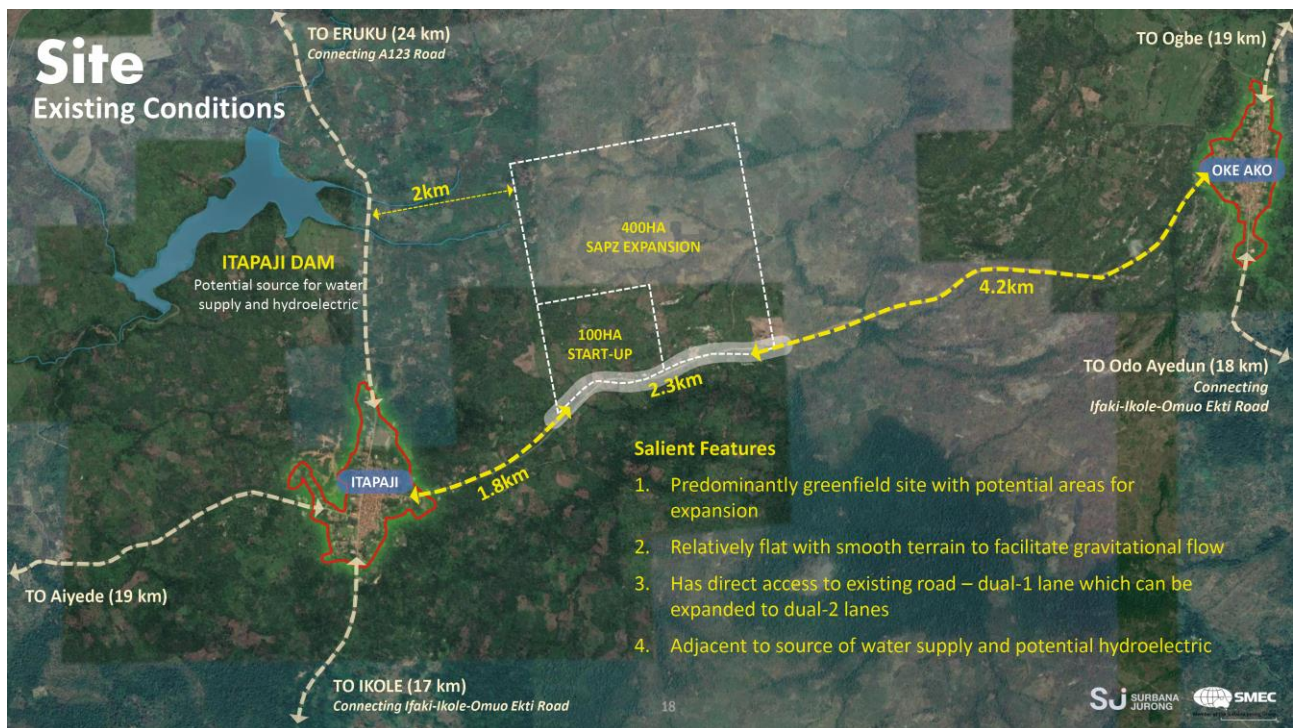 Site
Existing Conditions
TO ERUKU (24 km)
Connecting A123 Road
TO Ogbe (19 km)
2km
OKE AKO
400HA
SAPZ EXPANSION
ITAPAJI DAM
Potential source for water
supply and hydroelectric
4.2km
100HA
START-UP
2.3km
TO Odo Ayedun (18 km)
Connecting
Ifaki-Ikole-Omuo Ekti Road
ITAPAJI
1.8km
Salient Features
1. Predominantly greenfield site with potential areas for
expansion
2. Relatively flat with smooth terrain to facilitate gravitational flow
3. Has direct access to existing road – dual-1 lane which can be
expanded to dual-2 lanes
4. Adjacent to source of water supply and potential hydroelectric
TO Aiyede (19 km)
TO IKOLE (17 km)
Connecting Ifaki-Ikole-Omuo Ekti Road
18
SJ SURBANA
JURONG
SMEC